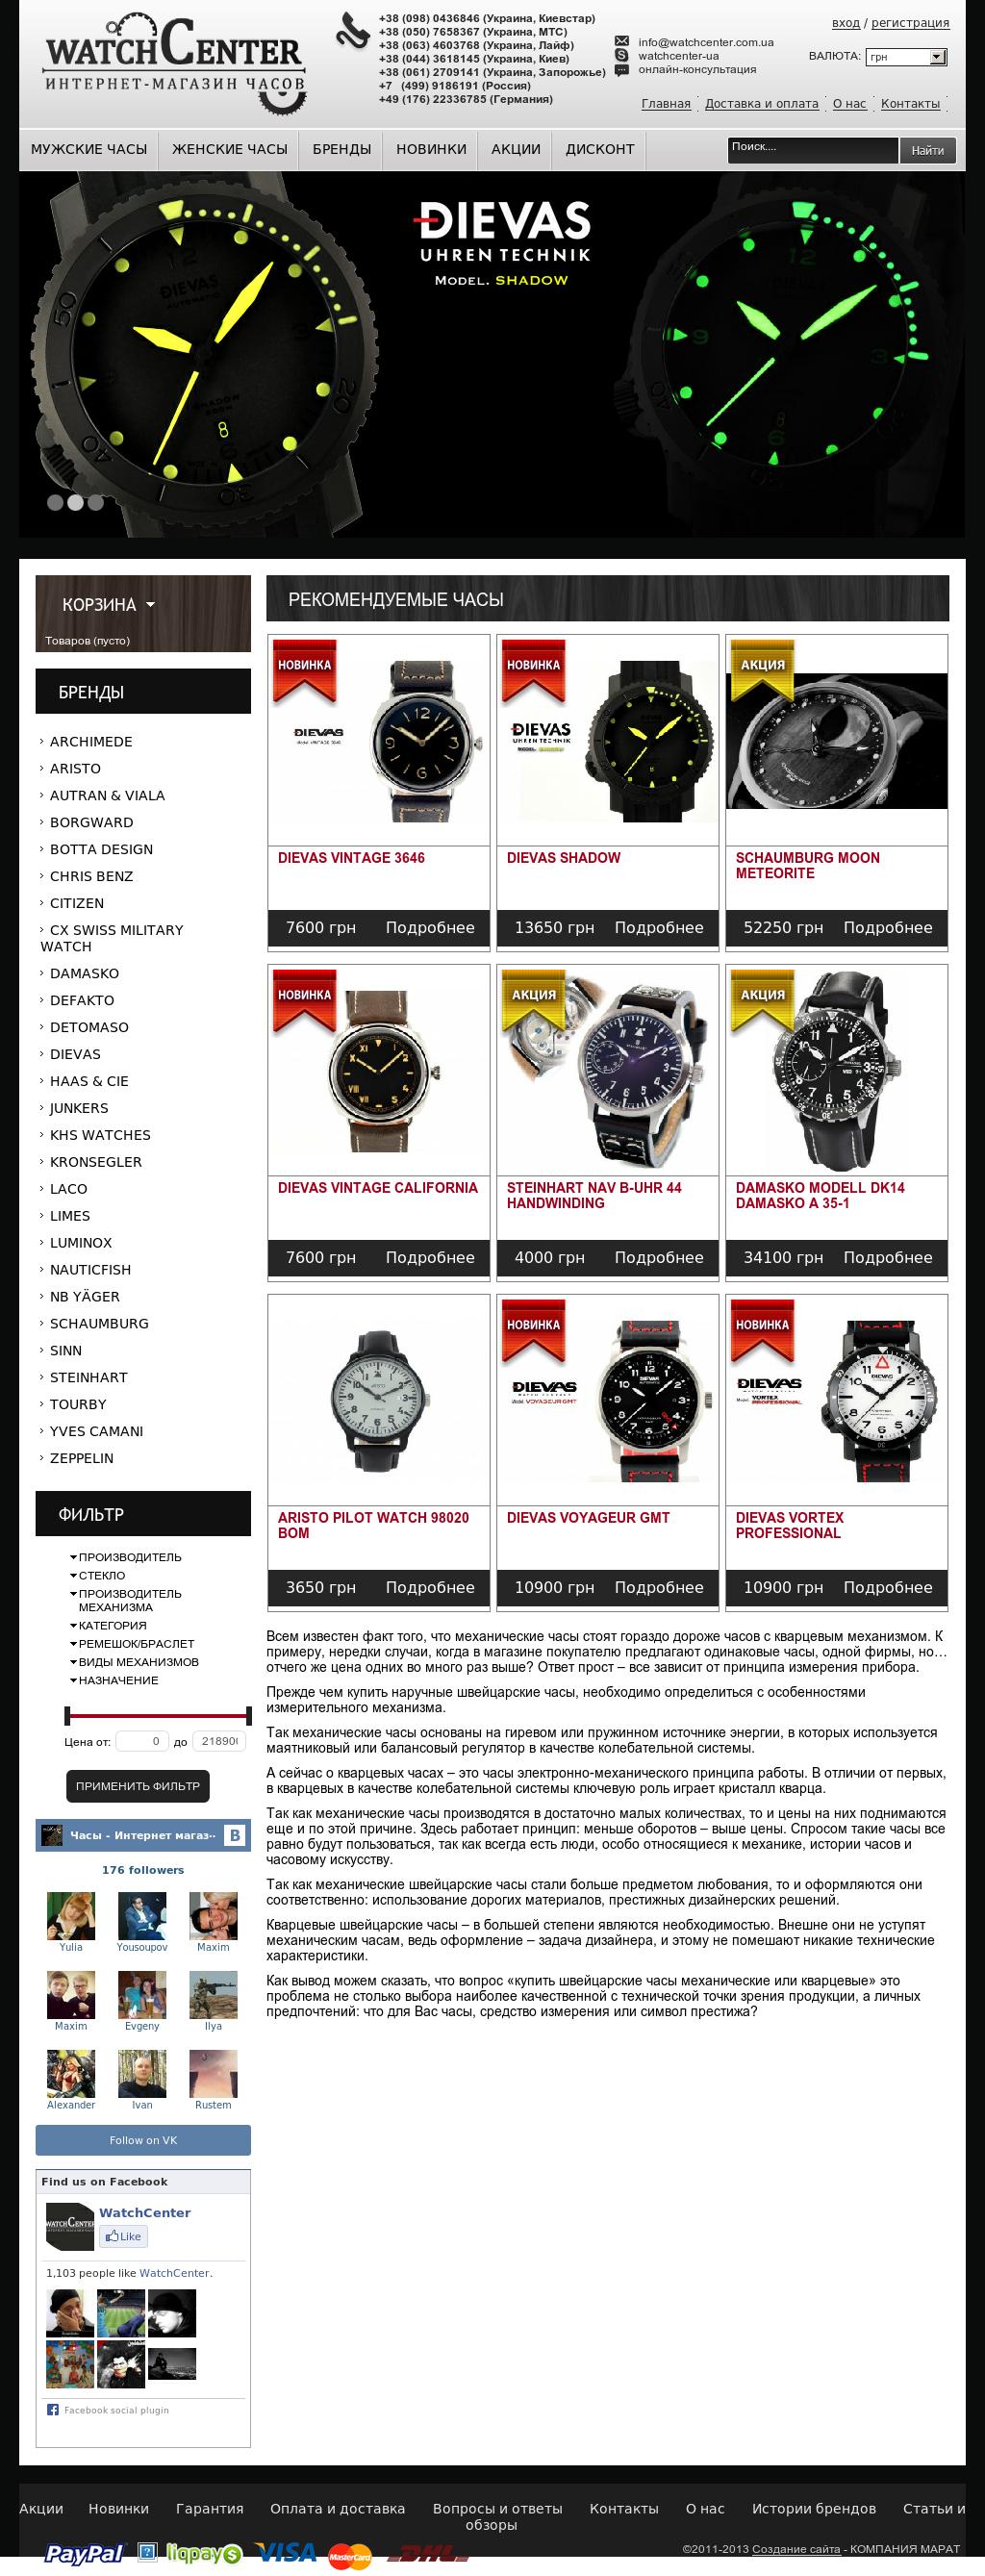 WATCHCENTER
ИНТЕРНЕТ-МАГАЗИН ЧАСОВ
+38 (098) 0436846 (Украина, Киевстар)
+38 (050) 7658367 (Украина, МТС)
+38 (063) 4603768 (Украина, Лайф)
+38 (044) 3618145 (Украина, Киев)
+38 (061) 2709141 (Украина, Запорожье)
+7 (499) 9186191 (Россия)
+49 (176) 22336785 (Германия)
info@watchcenter.com.ua
watchcenter-ua
онлайн-консультация
вход / регистрация
ВАЛЮТА: грн
Главная Доставка и оплата О нас Контакты
МУЖСКИЕ ЧАСЫ ЖЕНСКИЕ ЧАСЫ БРЕНДЫ НОВИНКИ АКЦИИ ДИСКОНТ
Поиск.... Найти
DIEVAS
UHREN TECHNIK
MODEL. SHADOW
КОРЗИНА
Товаров (пусто)
БРЕНДЫ
ARCHIMEDE
ARISTO
AUTRAN & VIALA
BORGWARD
BOTTA DESIGN
CHRIS BENZ
CITIZEN
CX SWISS MILITARY
WATCH
DAMASKO
DEFAKTO
DETOMASO
DIEVAS
HAAS & CIE
JUNKERS
KHS WATCHES
KRONSEGLER
LACO
LIMES
LUMINOX
NAUTICFISH
NB YÄGER
SCHAUMBURG
SINN
STEINHART
TOURBY
YVES CAMANI
ZEPPELIN
ФИЛЬТР
ПРОИЗВОДИТЕЛЬ
СТЕКЛО
ПРОИЗВОДИТЕЛЬ
МЕХАНИЗМА
КАТЕГОРИЯ
РЕМЕШОК/БРАСЛЕТ
ВИДЫ МЕХАНИЗМОВ
НАЗНАЧЕНИЕ
Цена от: 0 до 218900
ПРИМЕНИТЬ ФИЛЬТР
Часы - Интернет магаз··
B
176 followers
Yulia Yousoupov Maxim
Maxim Evgeny Ilya
Alexander Ivan Rustem
Follow on VK
Find us on Facebook
WatchCenter
Like
1,103 people like WatchCenter.
Facebook social plugin
РЕКОМЕНДУЕМЫЕ ЧАСЫ
НОВИНКА НОВИНКА АКЦИЯ
DIEVAS VINTAGE 3646
7600 грн Подробнее
DIEVAS SHADOW
13650 грн Подробнее
SCHAUMBURG MOON
METEORITE
52250 грн Подробнее
НОВИНКА АКЦИЯ АКЦИЯ
DIEVAS VINTAGE CALIFORNIA
7600 грн Подробнее
STEINHART NAV B-UHR 44
HANDWINDING
4000 грн Подробнее
DAMASKO MODELL DK14
DAMASKO A 35-1
34100 грн Подробнее
НОВИНКА НОВИНКА
ARISTO PILOT WATCH 98020
BOM
3650 грн Подробнее
DIEVAS VOYAGEUR GMT
10900 грн Подробнее
DIEVAS VORTEX
PROFESSIONAL
10900 грн Подробнее
Всем известен факт того, что механические часы стоят гораздо дороже часов с кварцевым механизмом. К
примеру, нередки случаи, когда в магазине покупателю предлагают одинаковые часы, одной фирмы, но…
отчего же цена одних во много раз выше? Ответ прост – все зависит от принципа измерения прибора.
Прежде чем купить наручные швейцарские часы, необходимо определиться с особенностями
измерительного механизма.
Так механические часы основаны на гиревом или пружинном источнике энергии, в которых используется
маятниковый или балансовый регулятор в качестве колебательной системы.
А сейчас о кварцевых часах – это часы электронно-механического принципа работы. В отличии от первых,
в кварцевых в качестве колебательной системы ключевую роль играет кристалл кварца.
Так как механические часы производятся в достаточно малых количествах, то и цены на них поднимаются
еще и по этой причине. Здесь работает принцип: меньше оборотов – выше цены. Спросом такие часы все
равно будут пользоваться, так как всегда есть люди, особо относящиеся к механике, истории часов и
часовому искусству.
Так как механические швейцарские часы стали больше предметом любования, то и оформляются они
соответственно: использование дорогих материалов, престижных дизайнерских решений.
Кварцевые швейцарские часы – в большей степени являются необходимостью. Внешне они не уступят
механическим часам, ведь оформление – задача дизайнера, и этому не помешают никакие технические
характеристики.
Как вывод можем сказать, что вопрос «купить швейцарские часы механические или кварцевые» это
проблема не столько выбора наиболее качественной с технической точки зрения продукции, а личных
предпочтений: что для Вас часы, средство измерения или символ престижа?
Акции Новинки Гарантия Оплата и доставка Вопросы и ответы Контакты О нас Истории брендов Статьи и
обзоры
PayPal liqpay VISA MasterCard DHL
©2011-2013 Создание сайта - КОМПАНИЯ МАРАТ